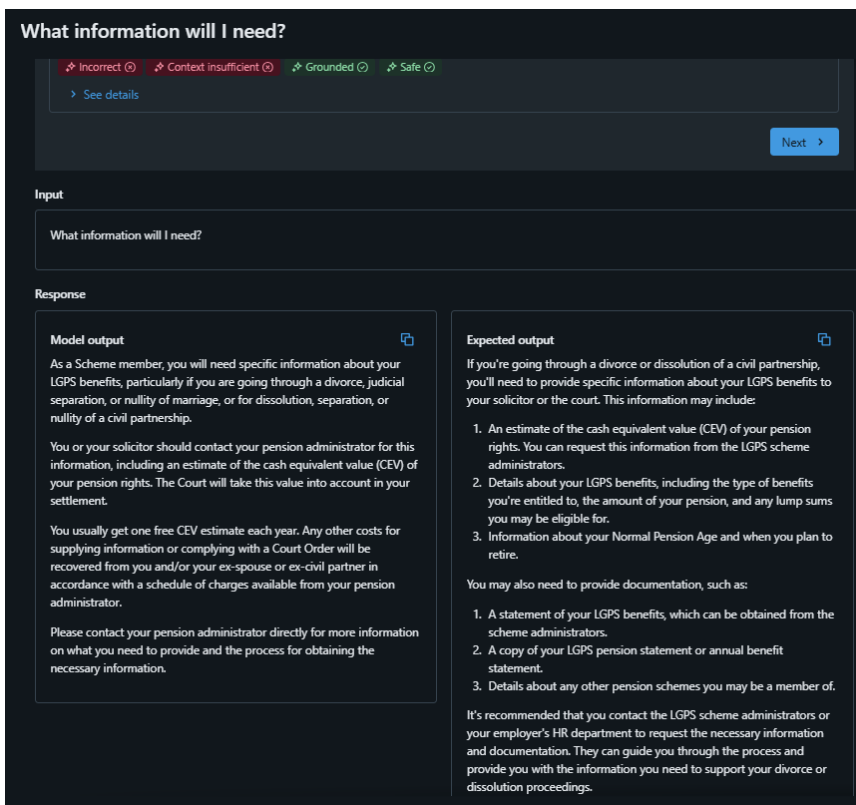 What information will I need?
Incorrect
Context insufficient
Grounded
Safe
See details
Next
Input
What information will I need?
Response
Model output
As a Scheme member, you will need specific information about your
LGPS benefits, particularly if you are going through a divorce, judicial
separation, or nullity of marriage, or for dissolution, separation, or
nullity of a civil partnership.
You or your solicitor should contact your pension administrator for this
information, including an estimate of the cash equivalent value (CEV) of
your pension rights. The Court will take this value into account in your
settlement.
You usually get one free CEV estimate each year. Any other costs for
supplying information or complying with a Court Order will be
recovered from you and/or your ex-spouse or ex-civil partner in
accordance with a schedule of charges available from your pension
administrator.
Please contact your pension administrator directly for more information
on what you need to provide and the process for obtaining the
necessary information.
Expected output
If you're going through a divorce or dissolution of a civil partnership,
you'll need to provide specific information about your LGPS benefits to
your solicitor or the court. This information may include:
1. An estimate of the cash equivalent value (CEV) of your pension
rights. You can request this information from the LGPS scheme
administrators.
2. Details about your LGPS benefits, including the type of benefits
you're entitled to, the amount of your pension, and any lump sums
you may be eligible for.
3. Information about your Normal Pension Age and when you plan to
retire.
You may also need to provide documentation, such as:
1. A statement of your LGPS benefits, which can be obtained from the
scheme administrators.
2. A copy of your LGPS pension statement or annual benefit
statement.
3. Details about any other pension schemes you may be a member of.
It's recommended that you contact the LGPS scheme administrators or
your employer's HR department to request the necessary information
and documentation. They can guide you through the process and
provide you with the information you need to support your divorce or
dissolution proceedings.